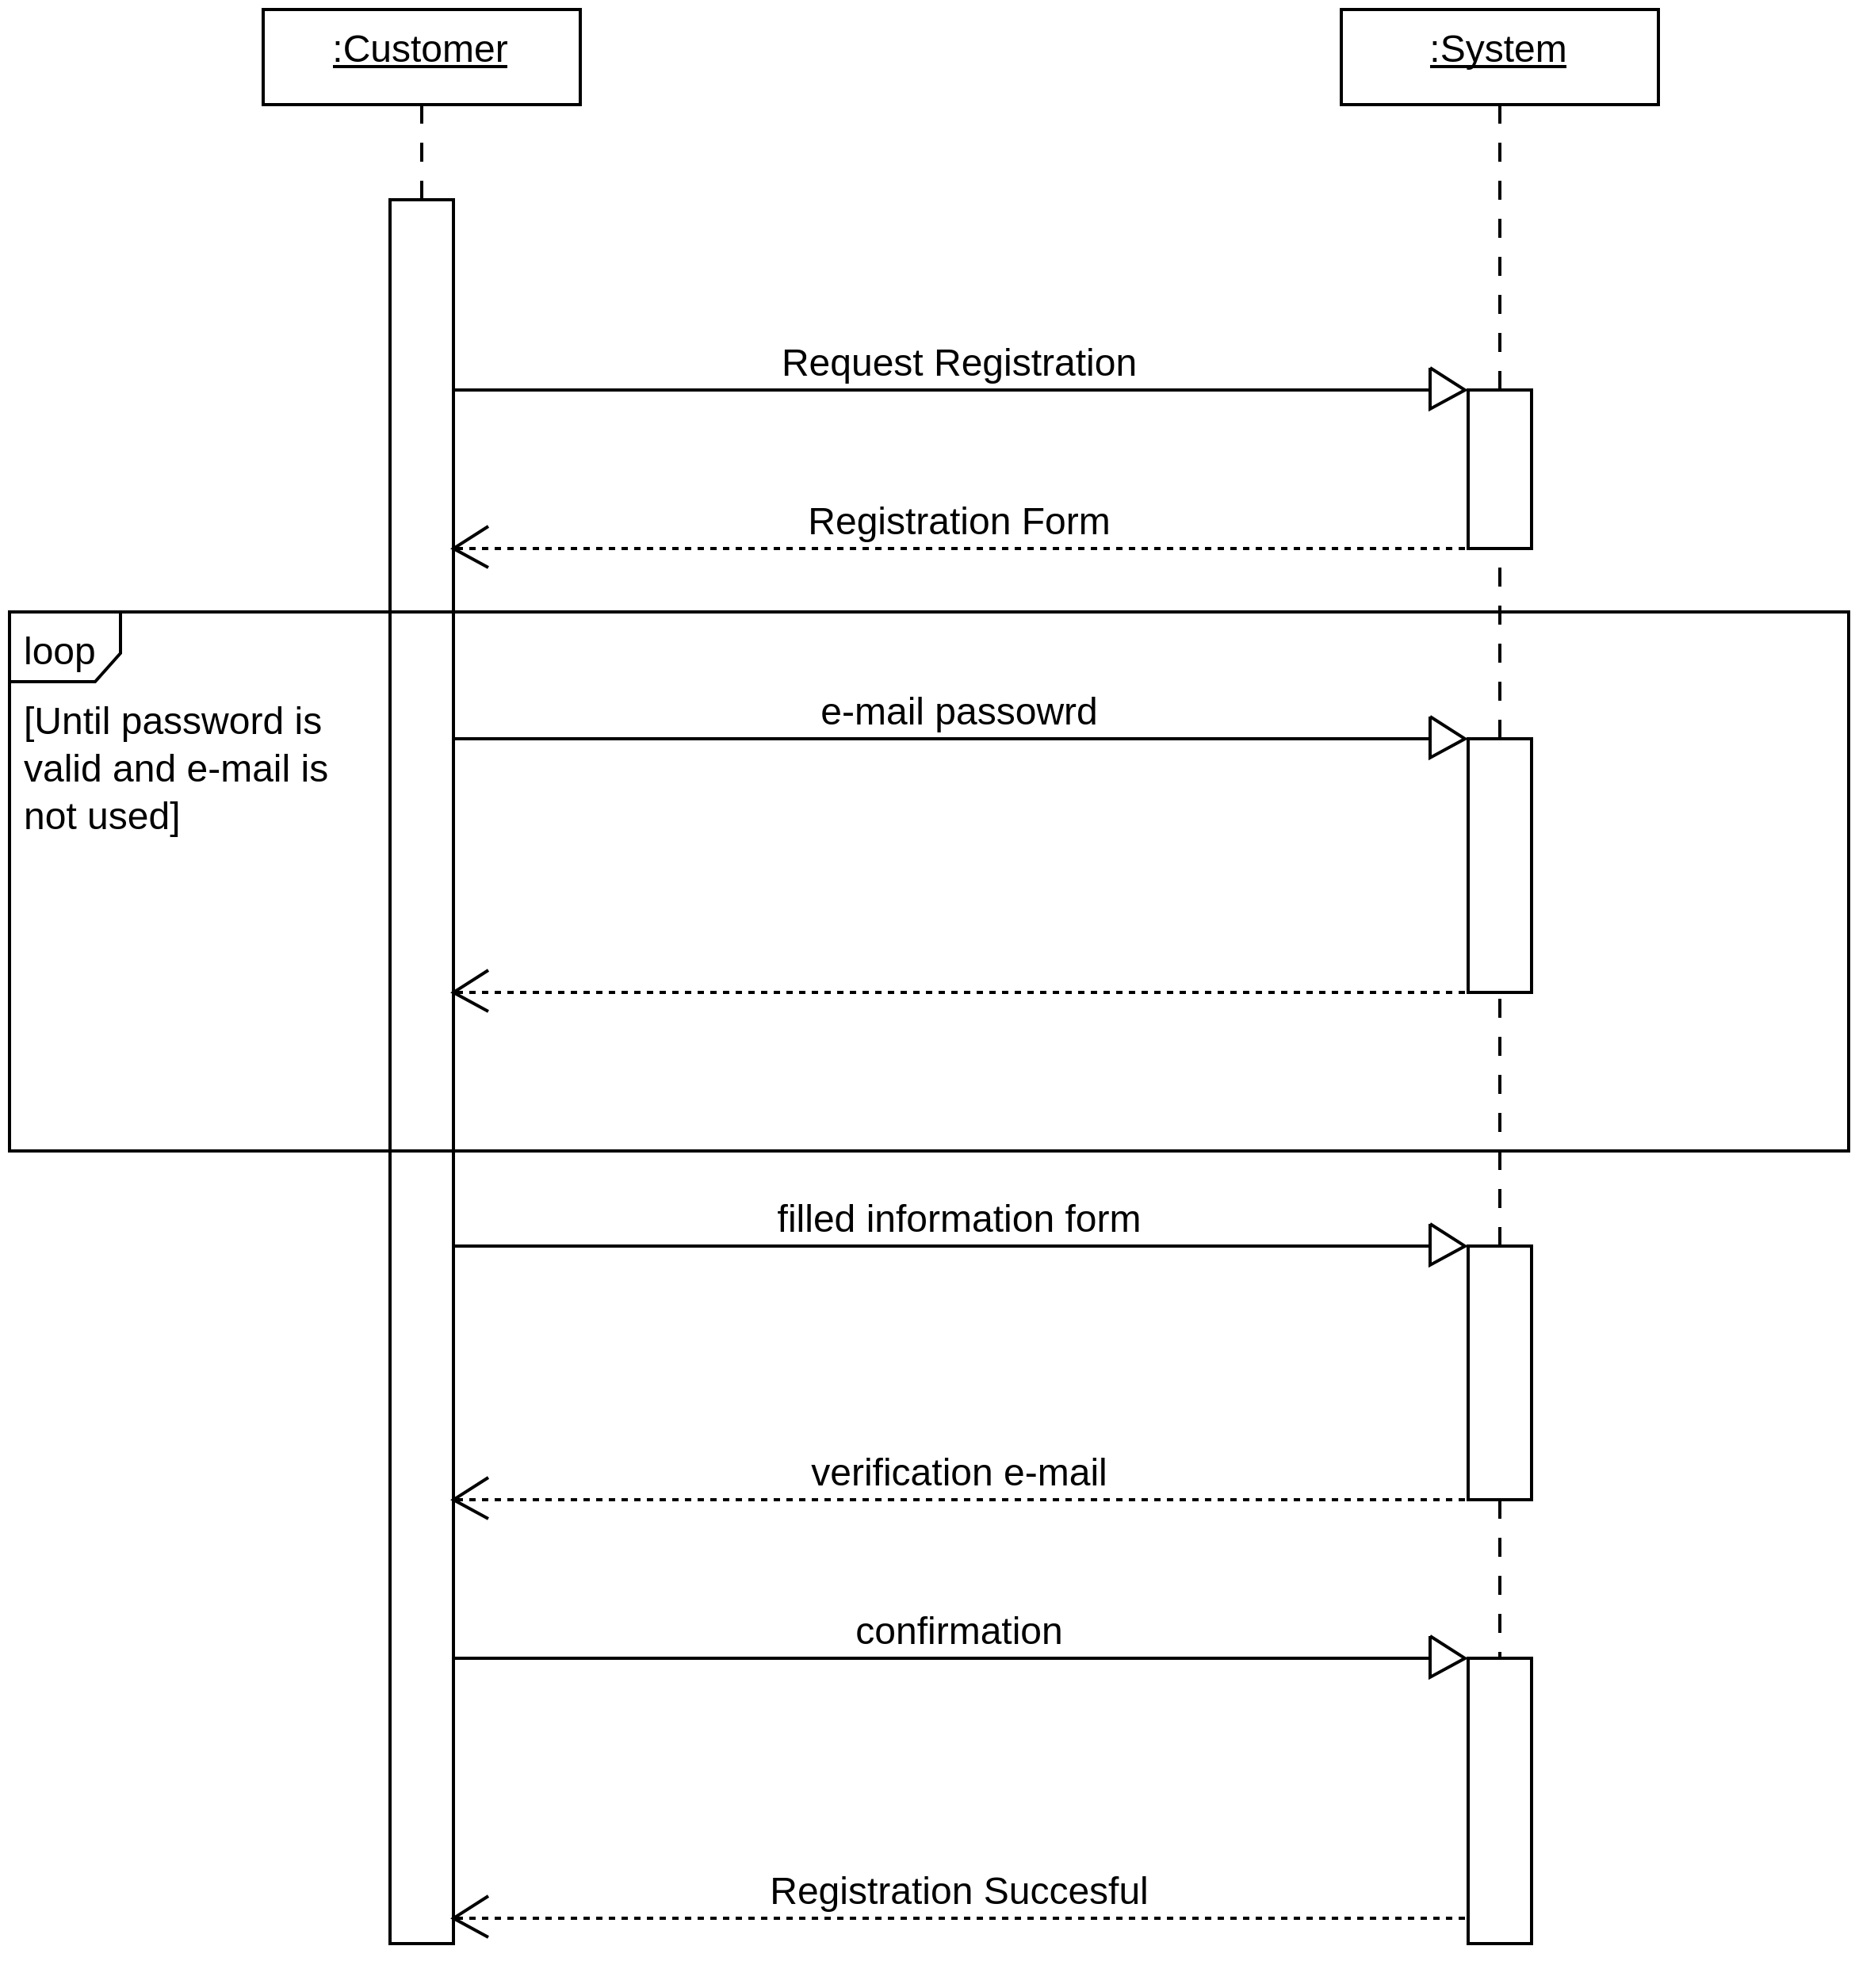 :Customer
:System
Request Registration
Registration Form
loop
[Until password is
valid and e-mail is
not used]
e-mail passowrd
filled information form
verification e-mail
confirmation
Registration Succesful